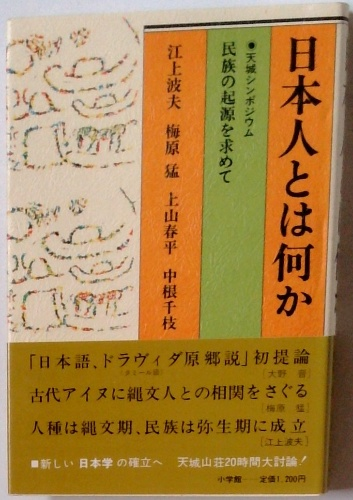 日本人とは何か
●天城シンポジウム
民族の起源を求めて
江上波夫 梅原 猛 上山春平 中根千枝
「日本語、ドラヴィダ原郷説」初提論
(タミール語)
[大野 晋]
古代アイヌに縄文人との相関をさぐる
[梅原 猛]
人種は縄文期、民族は弥生期に成立
[江上波夫]
■新しい 日本学 の確立へ 天城山荘20時間大討論!
小学館──定価1,200円